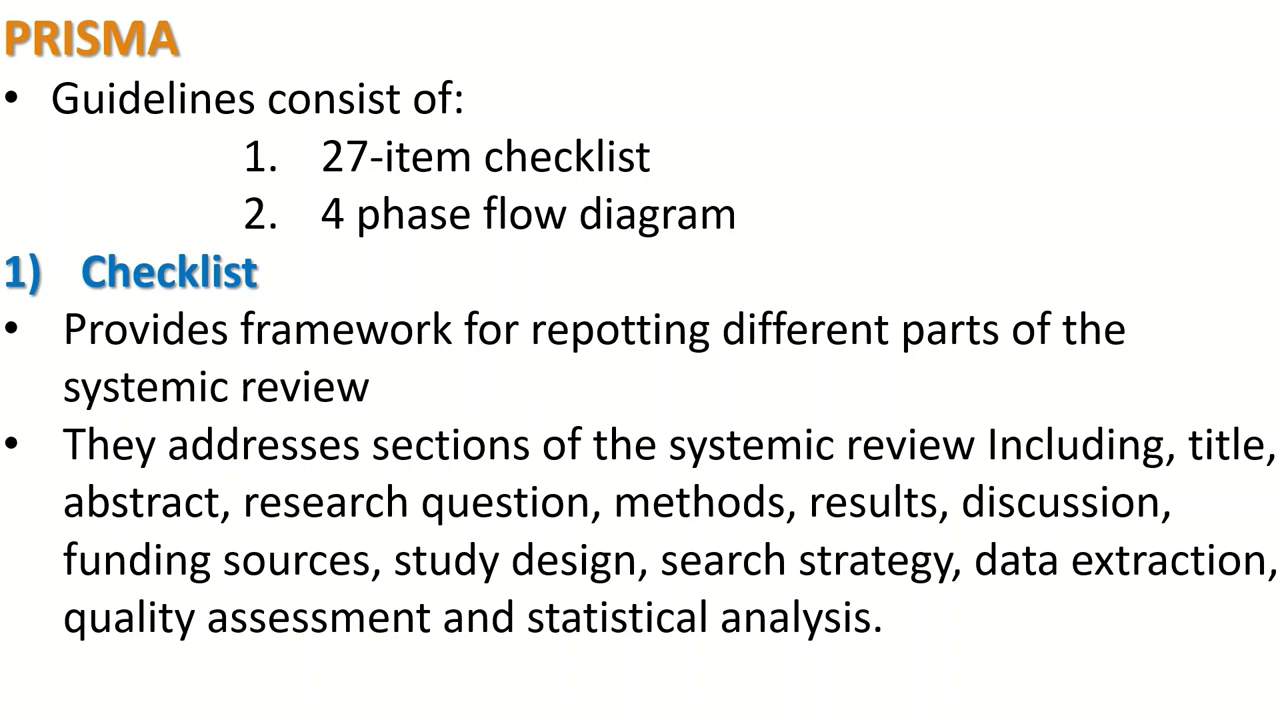 PRISMA
• Guidelines consist of:
1. 27-item checklist
2. 4 phase flow diagram
1) Checklist
• Provides framework for repotting different parts of the
systemic review
• They addresses sections of the systemic review Including, title,
abstract, research question, methods, results, discussion,
funding sources, study design, search strategy, data extraction,
quality assessment and statistical analysis.